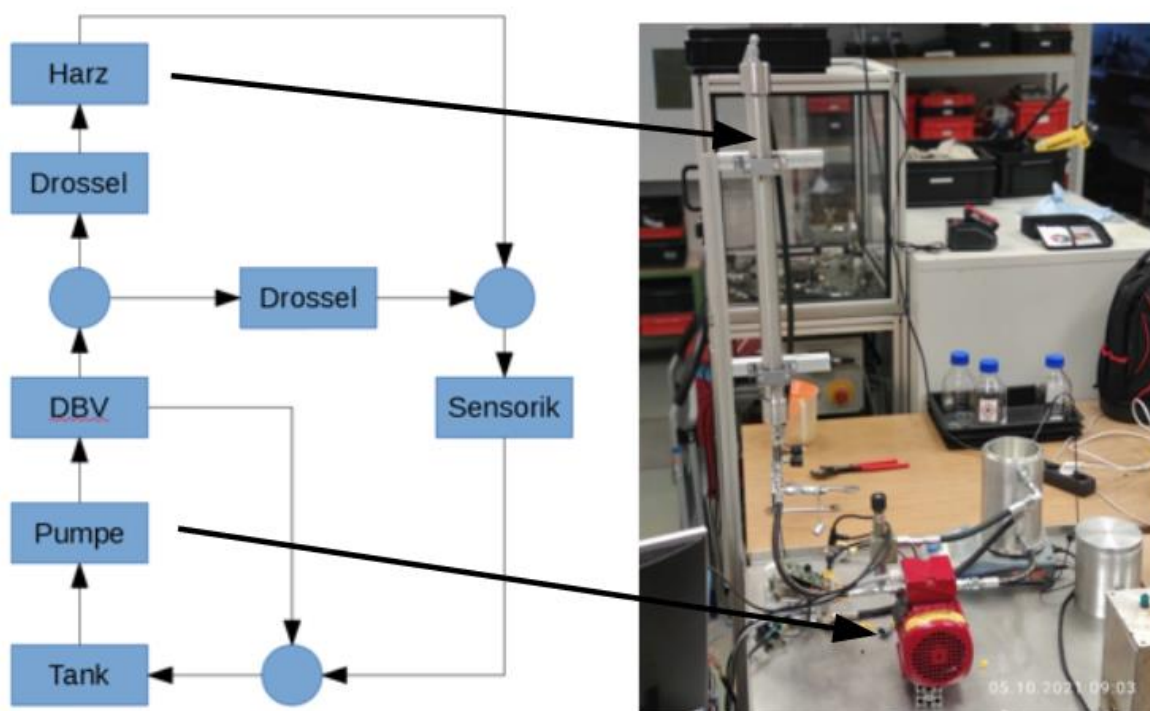 Harz
Drossel
Drossel
DBV
Sensorik
Pumpe
Tank
05.10.2021 09:03